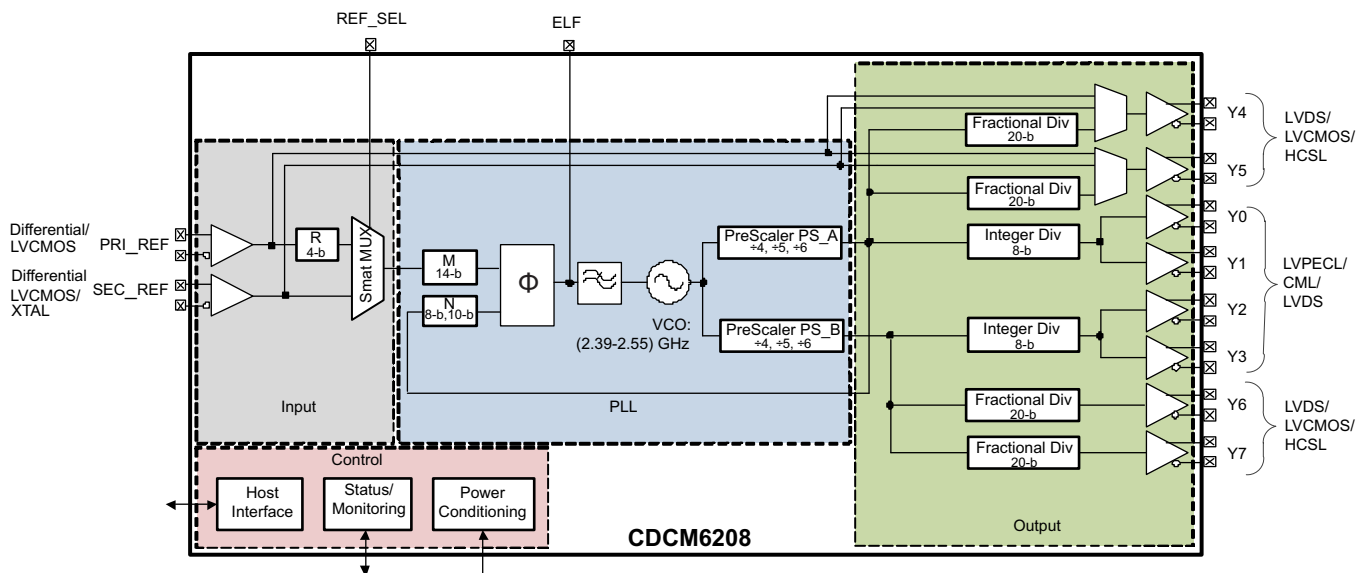 REF_SEL
ELF
Fractional Div
20-b
Y4
LVDS/
LVCMOS/
HCSL
Fractional Div
20-b
Y5
Differential/
LVCMOS
PRI_REF
R
4-b
Smat MUX
Differential
LVCMOS/
XTAL
SEC_REF
M
14-b
N
8-b,10-b
Φ
VCO:
(2.39-2.55) GHz
PreScaler PS_A
÷4, ÷5, ÷6
PreScaler PS_B
÷4, ÷5, ÷6
Integer Div
8-b
Y0
Y1
LVPECL/
CML/
LVDS
Integer Div
8-b
Y2
Y3
Input
PLL
Fractional Div
20-b
Y6
Fractional Div
20-b
Y7
LVDS/
LVCMOS/
HCSL
Control
Host
Interface
Status/
Monitoring
Power
Conditioning
CDCM6208
Output